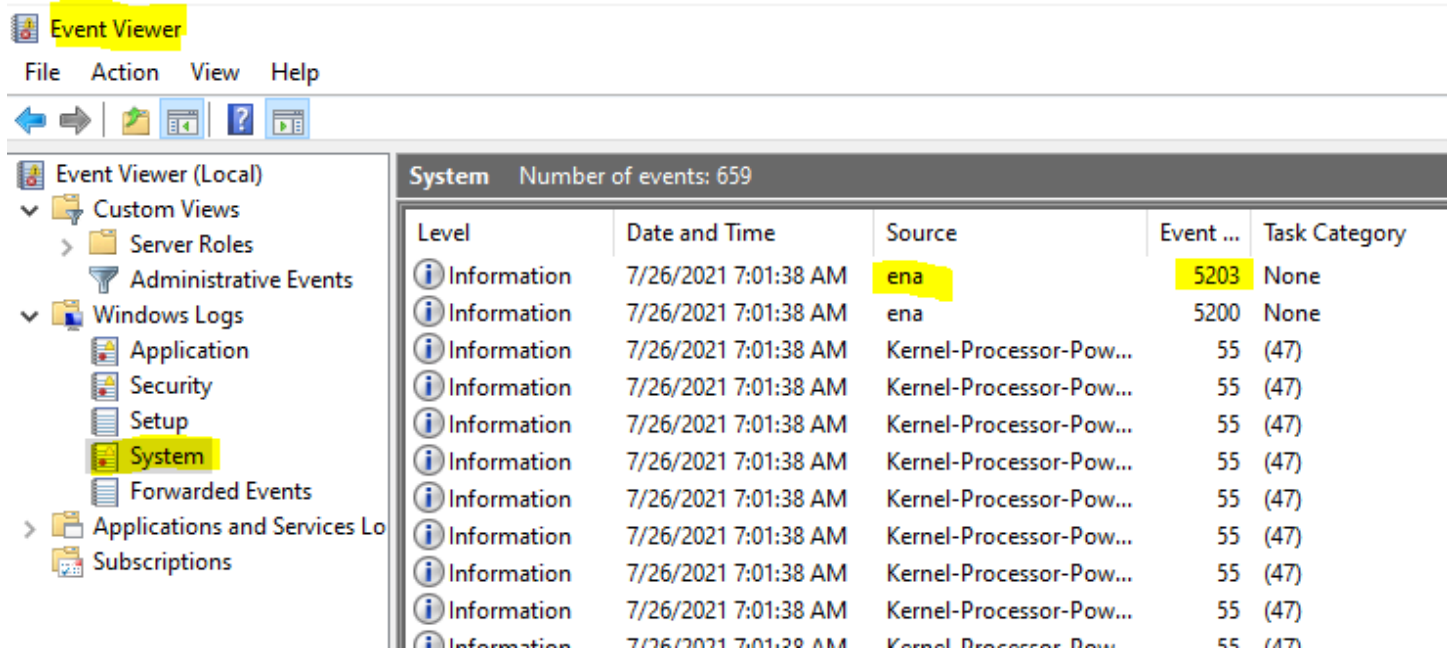 Event Viewer
File Action View Help
Event Viewer (Local)
Custom Views
Server Roles
Administrative Events
Windows Logs
Application
Security
Setup
System
Forwarded Events
Applications and Services Lo
Subscriptions
System Number of events: 659
Level Date and Time Source Event ... Task Category
Information 7/26/2021 7:01:38 AM ena 5203 None
Information 7/26/2021 7:01:38 AM ena 5200 None
Information 7/26/2021 7:01:38 AM Kernel-Processor-Pow... 55 (47)
Information 7/26/2021 7:01:38 AM Kernel-Processor-Pow... 55 (47)
Information 7/26/2021 7:01:38 AM Kernel-Processor-Pow... 55 (47)
Information 7/26/2021 7:01:38 AM Kernel-Processor-Pow... 55 (47)
Information 7/26/2021 7:01:38 AM Kernel-Processor-Pow... 55 (47)
Information 7/26/2021 7:01:38 AM Kernel-Processor-Pow... 55 (47)
Information 7/26/2021 7:01:38 AM Kernel-Processor-Pow... 55 (47)
Information 7/26/2021 7:01:38 AM Kernel-Processor-Pow... 55 (47)
Information 7/26/2021 7:01:38 AM Kernel-Processor-Pow... 55 (47)